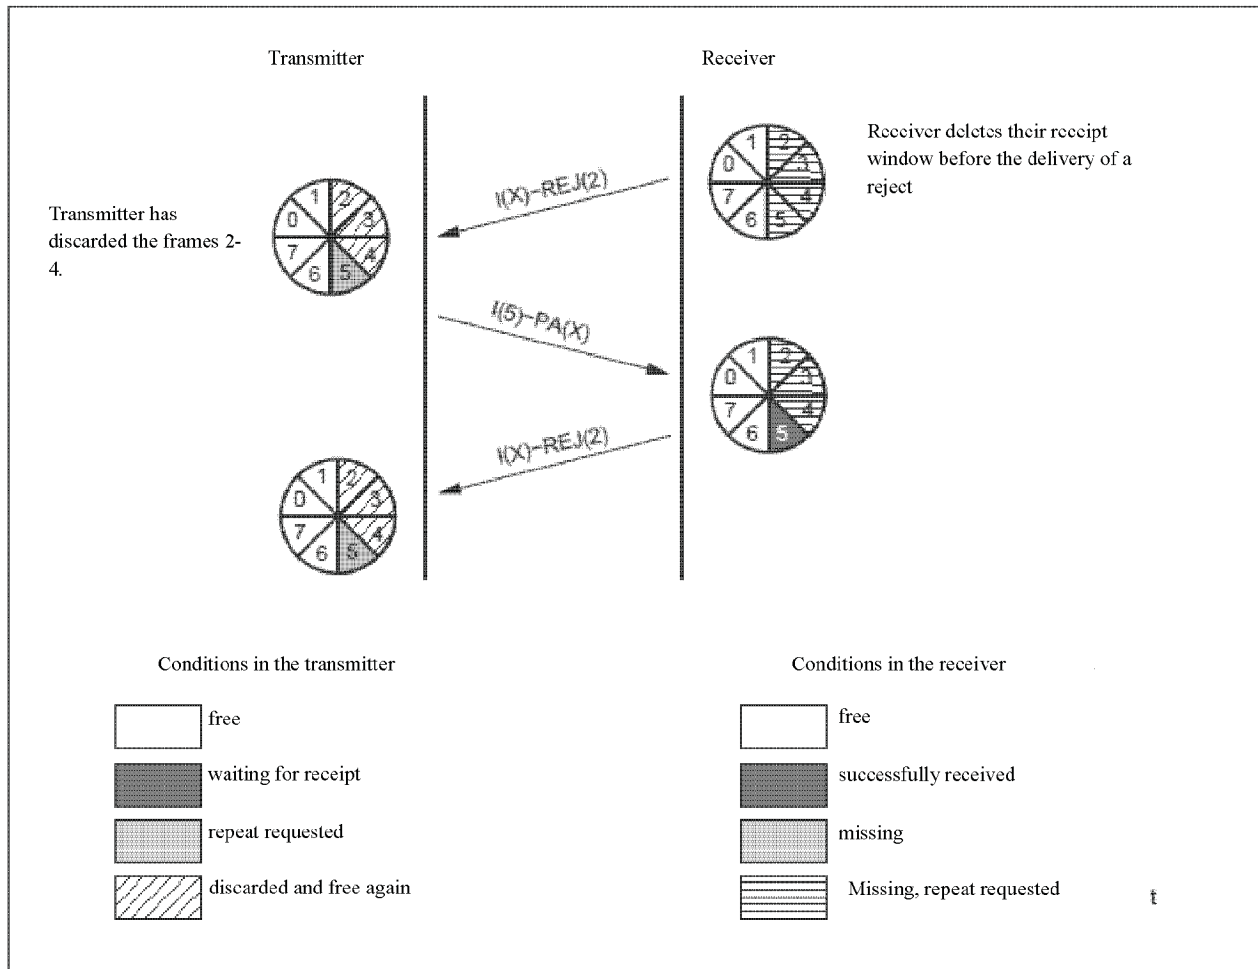 Transmitter
Receiver
Receiver deletes their receipt
window before the delivery of a
reject
1 2
0 3
7 4
6 5
I(X)-REJ(2)
Transmitter has
discarded the frames 2-
4.
1 2
0 3
7 4
6 5
I(5)-PA(X)
1 2
0 3
7 4
6 5
I(X)-REJ(2)
1 2
0 3
7 4
6 5
Conditions in the transmitter
free
waiting for receipt
repeat requested
discarded and free again
Conditions in the receiver
free
successfully received
missing
Missing, repeat requested
t